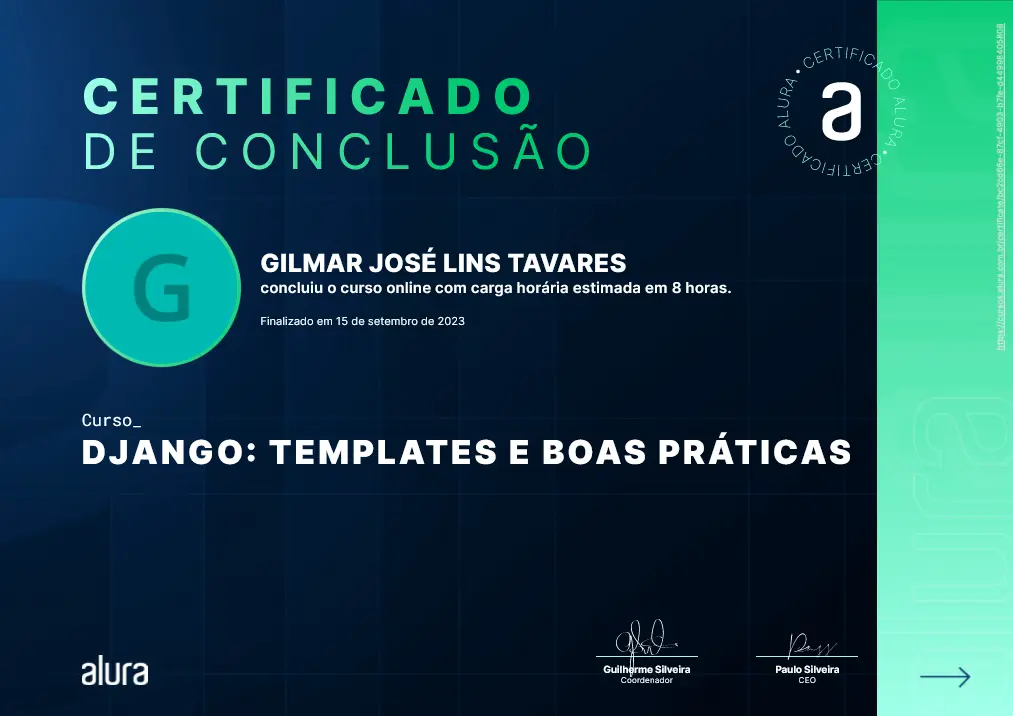 CERTIFICADO
DE CONCLUSÃO
CERTIFICADO ALURA • CERTIFICADO ALURA •
a
G
GILMAR JOSÉ LINS TAVARES
concluiu o curso online com carga horária estimada em 8 horas.
Finalizado em 15 de setembro de 2023
Curso_
DJANGO: TEMPLATES E BOAS PRÁTICAS
alura
Guilherme Silveira
Coordenador
Paulo Silveira
CEO
alura